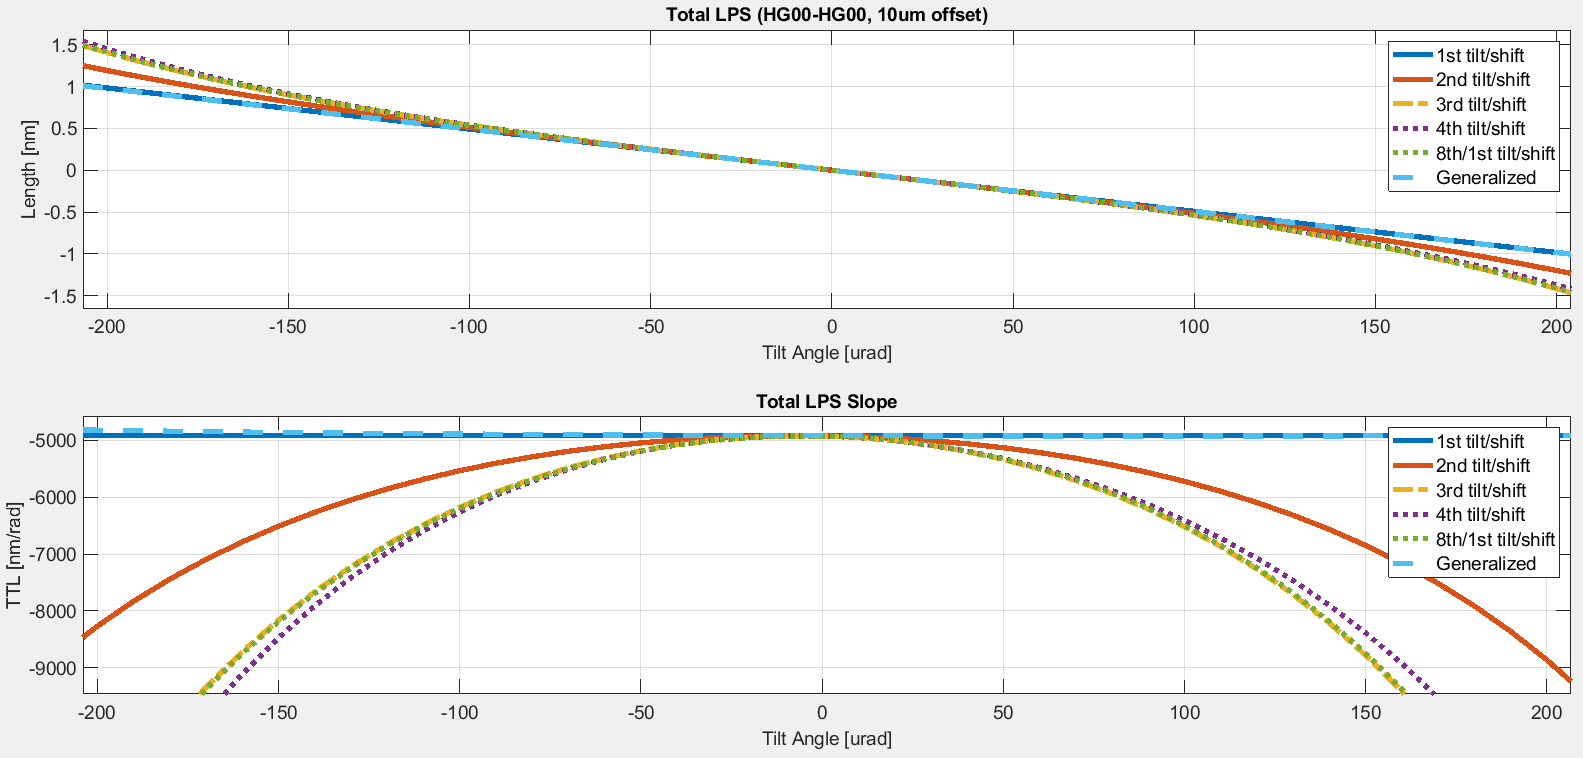 Total LPS (HG00-HG00, 10um offset)
Length [nm]
1.5
1
0.5
0
-0.5
-1
-1.5
-200
-150
-100
-50
0
50
100
150
200
Tilt Angle [urad]
1st tilt/shift
2nd tilt/shift
3rd tilt/shift
4th tilt/shift
8th/1st tilt/shift
Generalized
Total LPS Slope
TTL [nm/rad]
-5000
-6000
-7000
-8000
-9000
-200
-150
-100
-50
0
50
100
150
200
Tilt Angle [urad]
1st tilt/shift
2nd tilt/shift
3rd tilt/shift
4th tilt/shift
8th/1st tilt/shift
Generalized